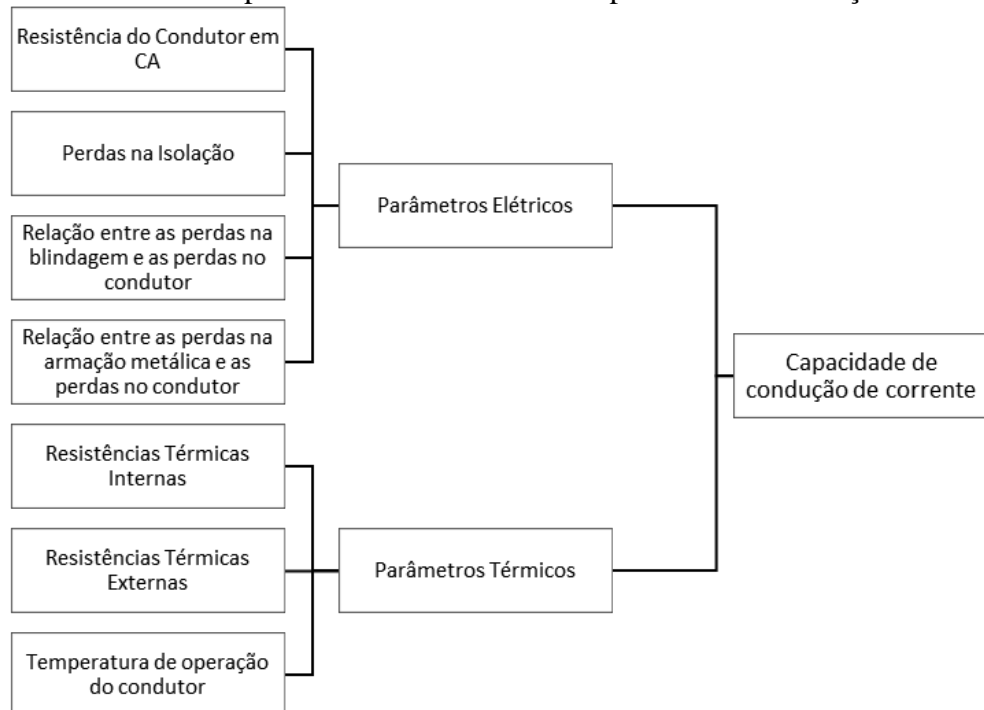 Resistência do Condutor em
CA
Perdas na Isolação
Relação entre as perdas na
blindagem e as perdas no
condutor
Relação entre as perdas na
armação metálica e as
perdas no condutor
Resistências Térmicas
Internas
Resistências Térmicas
Externas
Temperatura de operação
do condutor
Parâmetros Elétricos
Parâmetros Térmicos
Capacidade de
condução de corrente